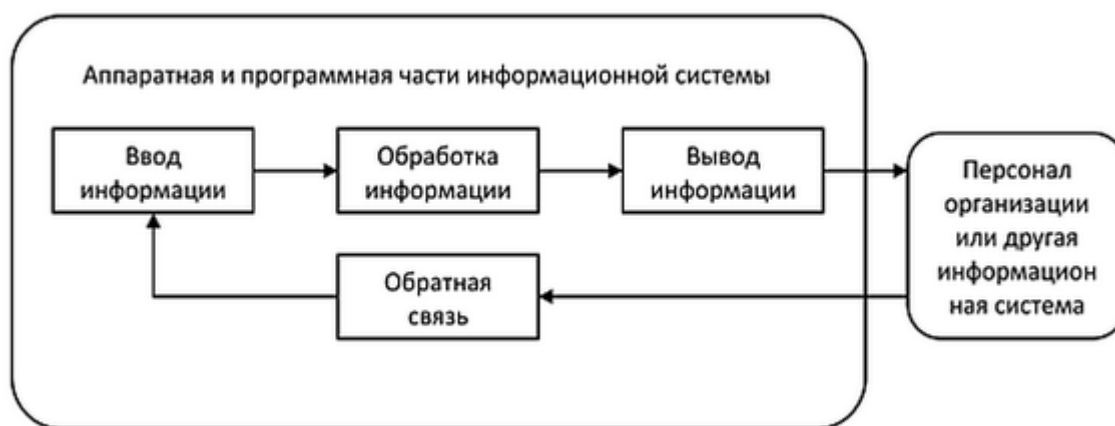 Аппаратная и программная части информационной системы
Ввод
информации
Обработка
информации
Вывод
информации
Персонал
организации
или другая
информацион
ная система
Обратная
связь